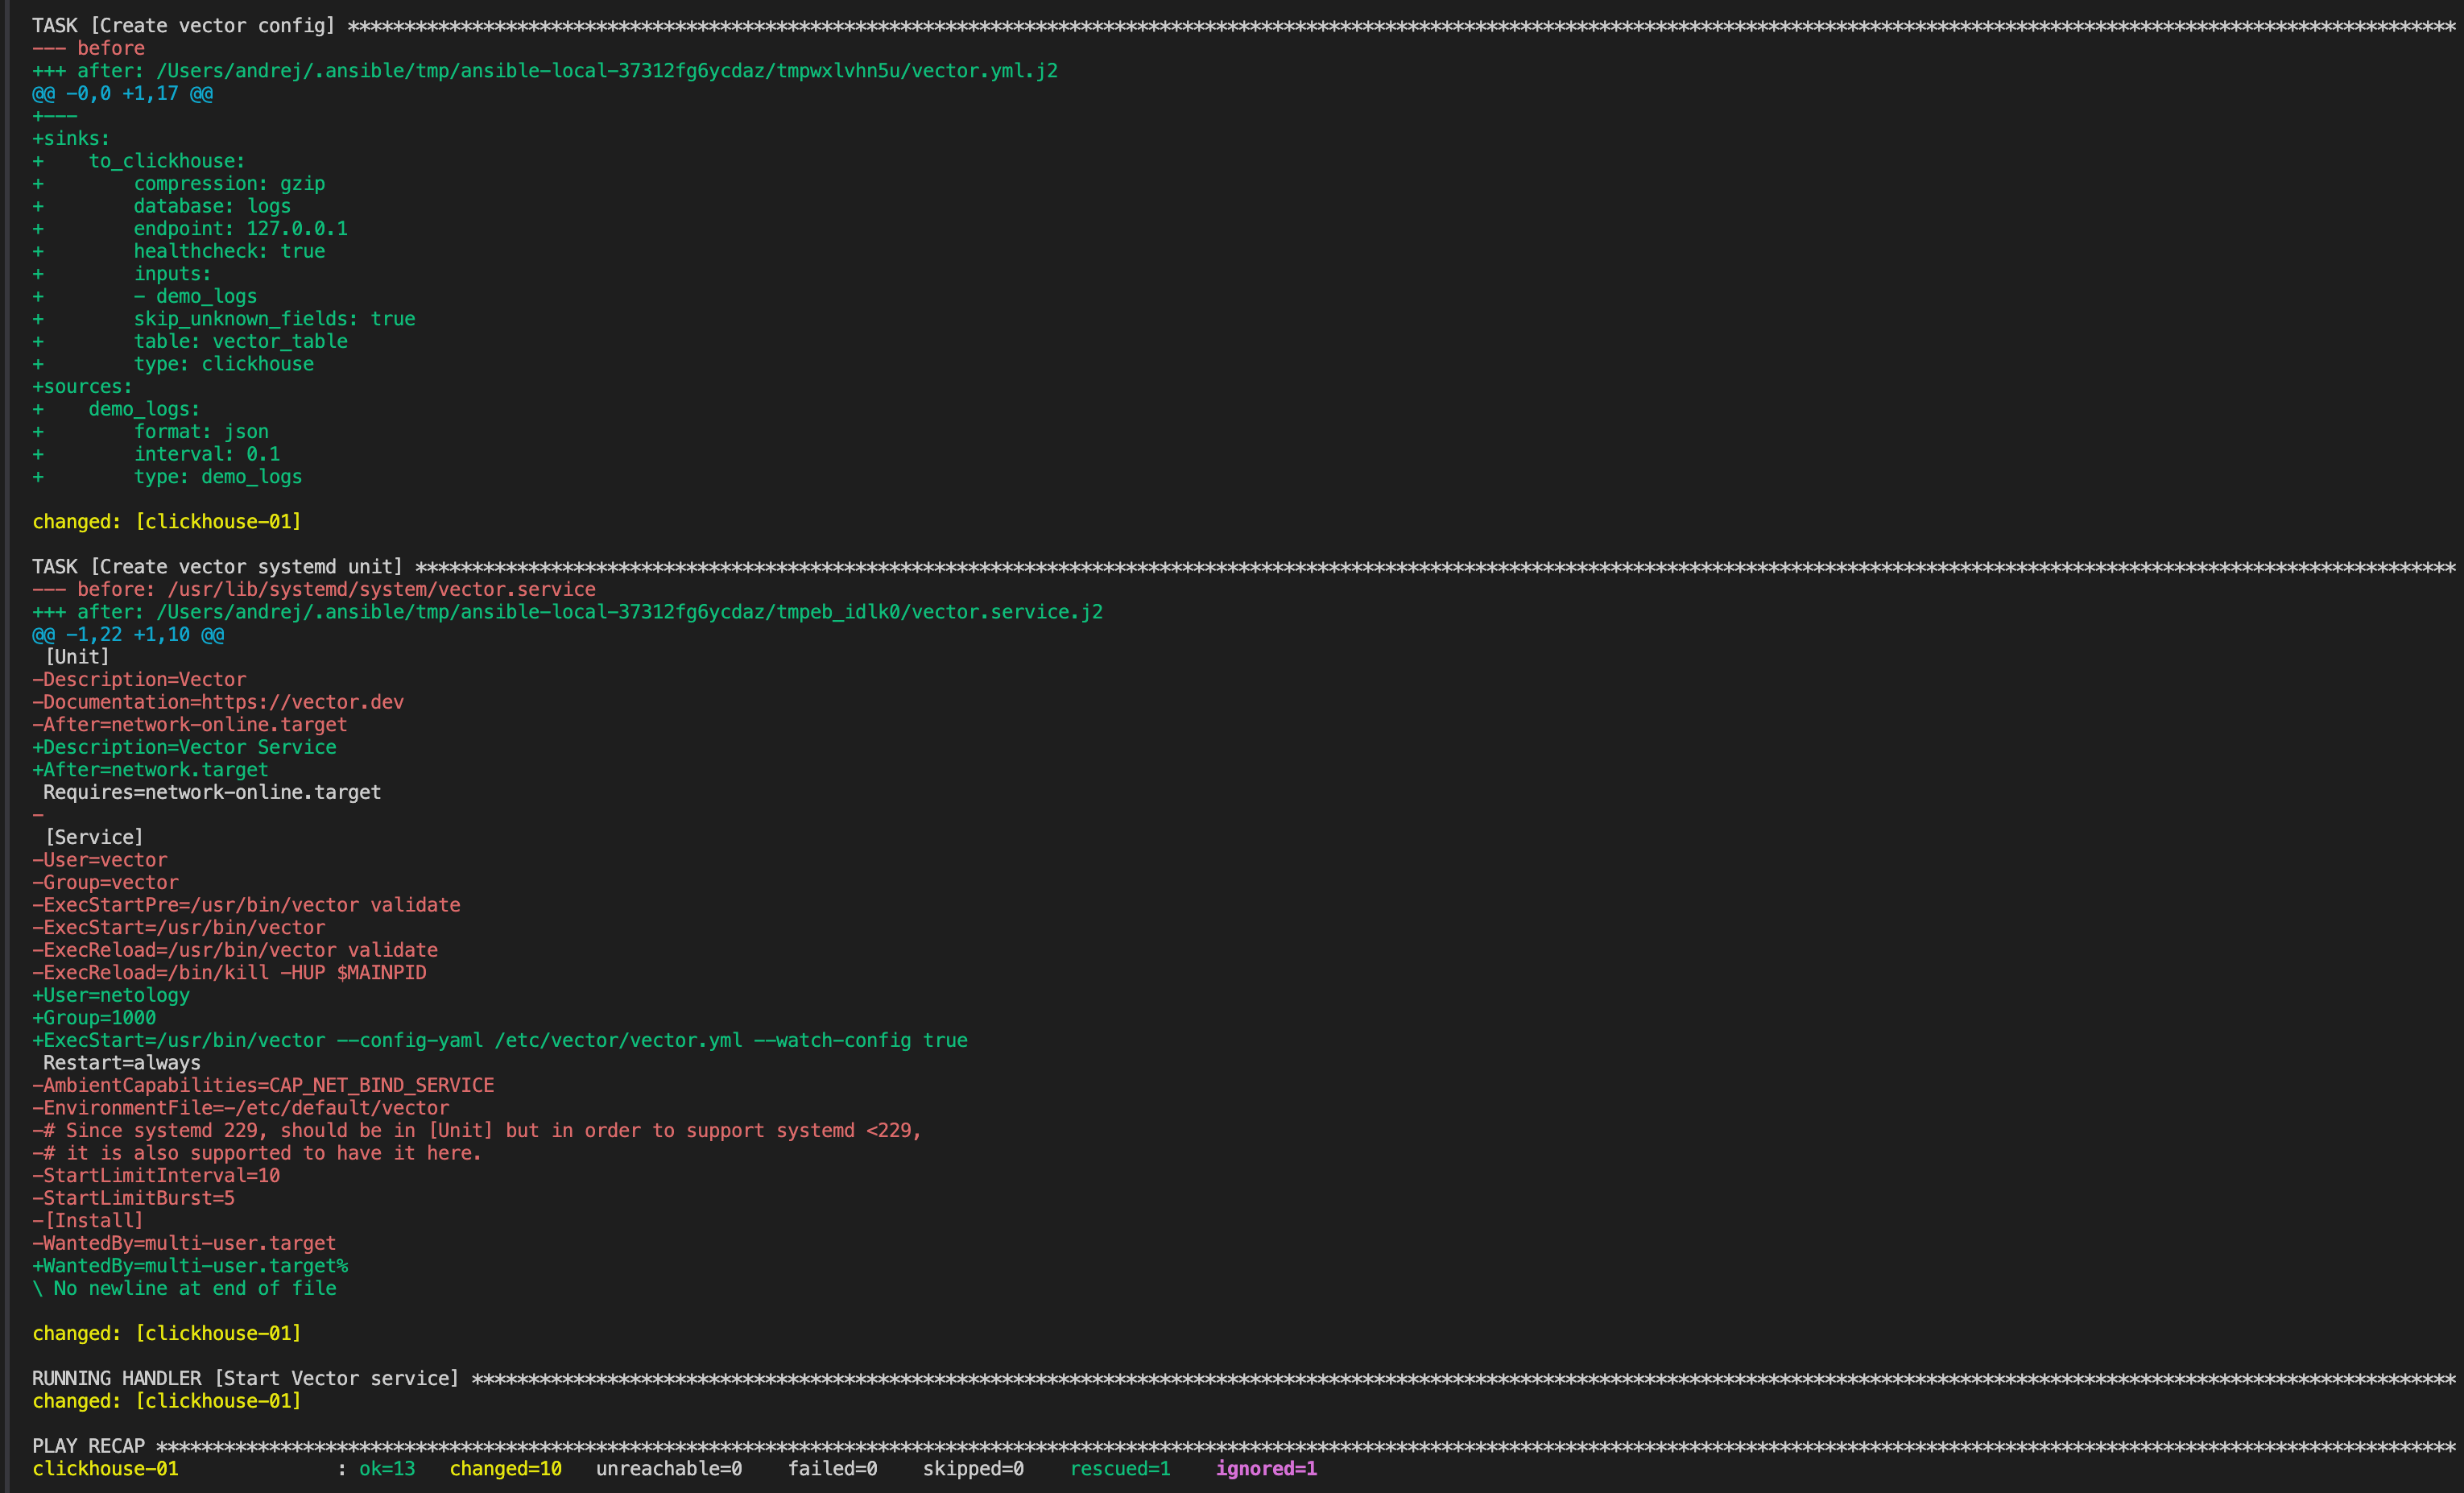 TASK [Create vector config] ****************************************************************************************************************************************************************************************
--- before
+++ after: /Users/andrej/.ansible/tmp/ansible-local-37312fg6ycdaz/tmpwxlvhn5u/vector.yml.j2
@@ -0,0 +1,17 @@
+---
+sinks:
+    to_clickhouse:
+        compression: gzip
+        database: logs
+        endpoint: 127.0.0.1
+        healthcheck: true
+        inputs:
+        - demo_logs
+        skip_unknown_fields: true
+        table: vector_table
+        type: clickhouse
+sources:
+    demo_logs:
+        format: json
+        interval: 0.1
+        type: demo_logs
changed: [clickhouse-01]
TASK [Create vector systemd unit] **********************************************************************************************************************************************************************************
--- before: /usr/lib/systemd/system/vector.service
+++ after: /Users/andrej/.ansible/tmp/ansible-local-37312fg6ycdaz/tmpeb_idlk0/vector.service.j2
@@ -1,22 +1,10 @@
 [Unit]
-Description=Vector
-Documentation=https://vector.dev
-After=network-online.target
+Description=Vector Service
+After=network.target
 Requires=network-online.target
-
 [Service]
-User=vector
-Group=vector
-ExecStartPre=/usr/bin/vector validate
-ExecStart=/usr/bin/vector
-ExecReload=/usr/bin/vector validate
-ExecReload=/bin/kill -HUP $MAINPID
+User=netology
+Group=1000
+ExecStart=/usr/bin/vector --config-yaml /etc/vector/vector.yml --watch-config true
 Restart=always
-AmbientCapabilities=CAP_NET_BIND_SERVICE
-EnvironmentFile=-/etc/default/vector
-# Since systemd 229, should be in [Unit] but in order to support systemd <229,
-# it is also supported to have it here.
-StartLimitInterval=10
-StartLimitBurst=5
-[Install]
-WantedBy=multi-user.target
+WantedBy=multi-user.target%
\ No newline at end of file
changed: [clickhouse-01]
RUNNING HANDLER [Start Vector service] *****************************************************************************************************************************************************************************
changed: [clickhouse-01]
PLAY RECAP *********************************************************************************************************************************************************************************************************
clickhouse-01              : ok=13   changed=10   unreachable=0    failed=0    skipped=0    rescued=1    ignored=1